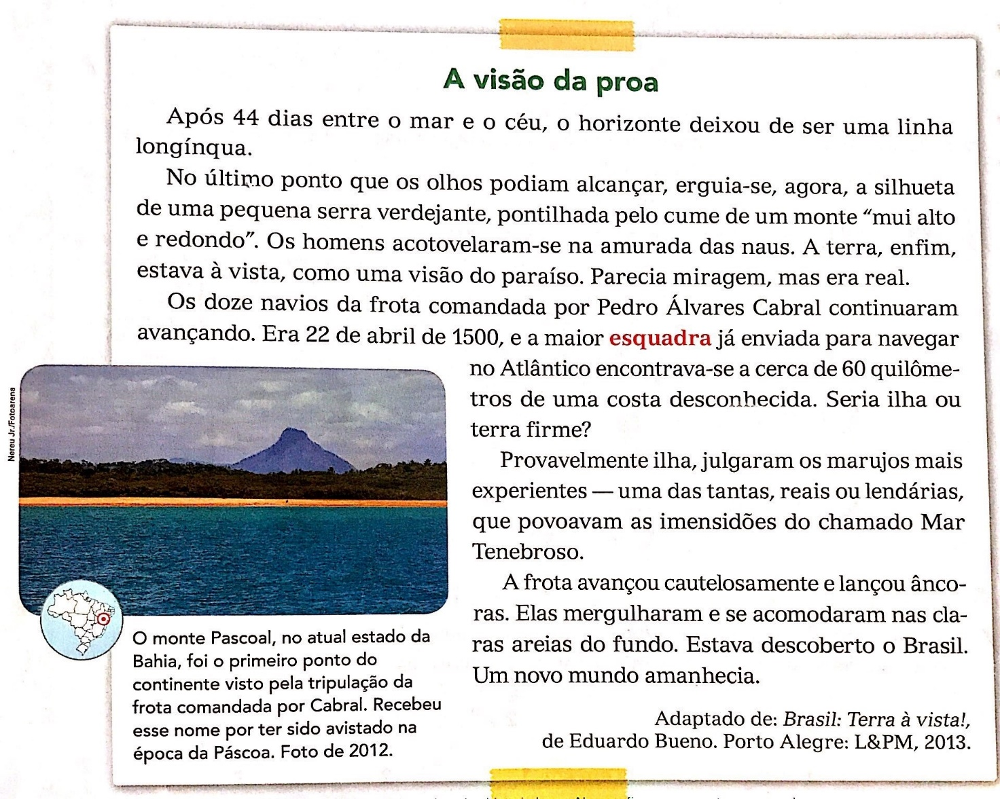 A visão da proa
Após 44 dias entre o mar e o céu, o horizonte deixou de ser uma linha
longínqua.
No último ponto que os olhos podiam alcançar, erguia-se, agora, a silhueta
de uma pequena serra verdejante, pontilhada pelo cume de um monte “mui alto
e redondo”. Os homens acotovelaram-se na amurada das naus. A terra, enfim,
estava à vista, como uma visão do paraíso. Parecia miragem, mas era real.
Os doze navios da frota comandada por Pedro Álvares Cabral continuaram
avançando. Era 22 de abril de 1500, e a maior esquadra já enviada para navegar
no Atlântico encontrava-se a cerca de 60 quilôme-
tros de uma costa desconhecida. Seria ilha ou
terra firme?
Provavelmente ilha, julgaram os marujos mais
experientes — uma das tantas, reais ou lendárias,
que povoavam as imensidões do chamado Mar
Tenebroso.
A frota avançou cautelosamente e lançouânco-
ras. Elas mergulharam e se acomodaram nas cla-
ras areias do fundo. Estava descoberto o Brasil.
Um novo mundo amanhecia.
Adaptado de: Brasil: Terra à vista!,
de Eduardo Bueno. Porto Alegre: L&PM, 2013.
Nereu Jr./Fotoarena
O monte Pascoal, no atual estado da
Bahia, foi o primeiro ponto do
continente visto pela tripulação da
frota comandada por Cabral. Recebeu
esse nome por ter sido avistado na
época da Páscoa. Foto de 2012.